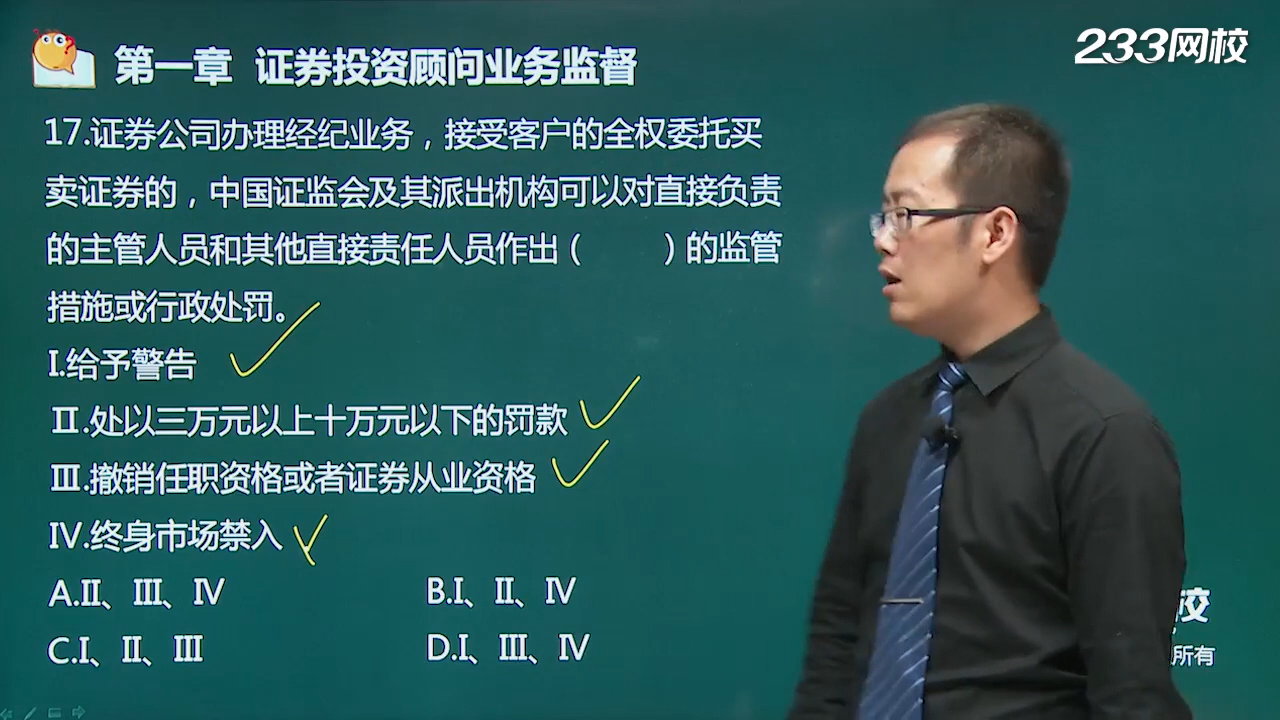 233网校
第一章 证券投资顾问业务监督
17.证券公司办理经纪业务，接受客户的全权委托买
卖证券的，中国证监会及其派出机构可以对直接负责
的主管人员和其他直接责任人员作出（ ）的监管
措施或行政处罚。
I.给予警告
Ⅱ.处以三万元以上十万元以下的罚款
Ⅲ.撤销任职资格或者证券从业资格
Ⅳ.终身市场禁入
A.Ⅱ、Ⅲ、Ⅳ
B.I、Ⅱ、Ⅳ
C.I、Ⅱ、Ⅲ
D.I、Ⅲ、Ⅳ
校
所有